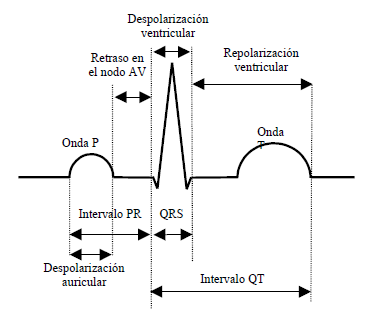 Despolarización
ventricular
Retraso en
el nodo AV
Repolarización
ventricular
Onda P
Onda
T
Intervalo PR
QRS
Despolarización
auricular
Intervalo QT